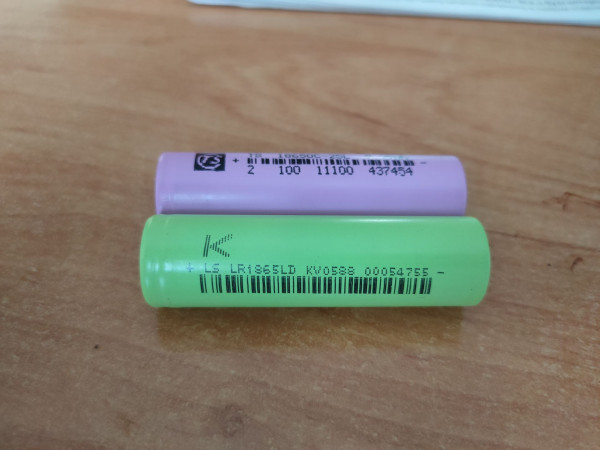 + -
2 100 11100 437454
K
+ LS LR1865LD KV0588 00054755 -